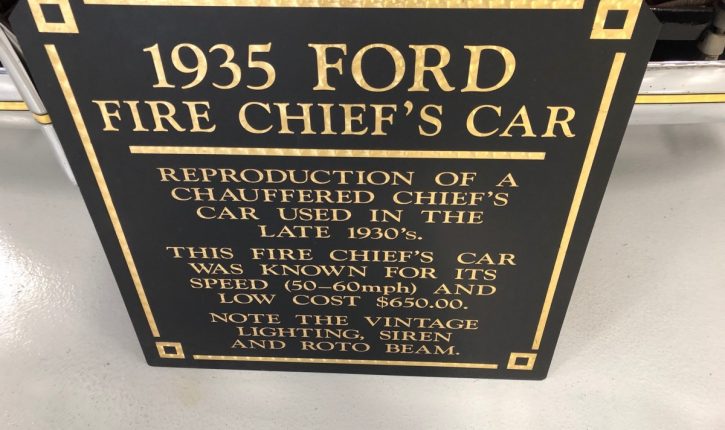 1935 FORD
FIRE CHIEF'S CAR
REPRODUCTION OF A
CHAUFFERED CHIEF'S
CAR USED IN THE
LATE 1930's.
THIS FIRE CHIEF'S CAR
WAS KNOWN FOR ITS
SPEED (50–60mph) AND
LOW COST $650.00.
NOTE THE VINTAGE
LIGHTING, SIREN
AND ROTO BEAM.